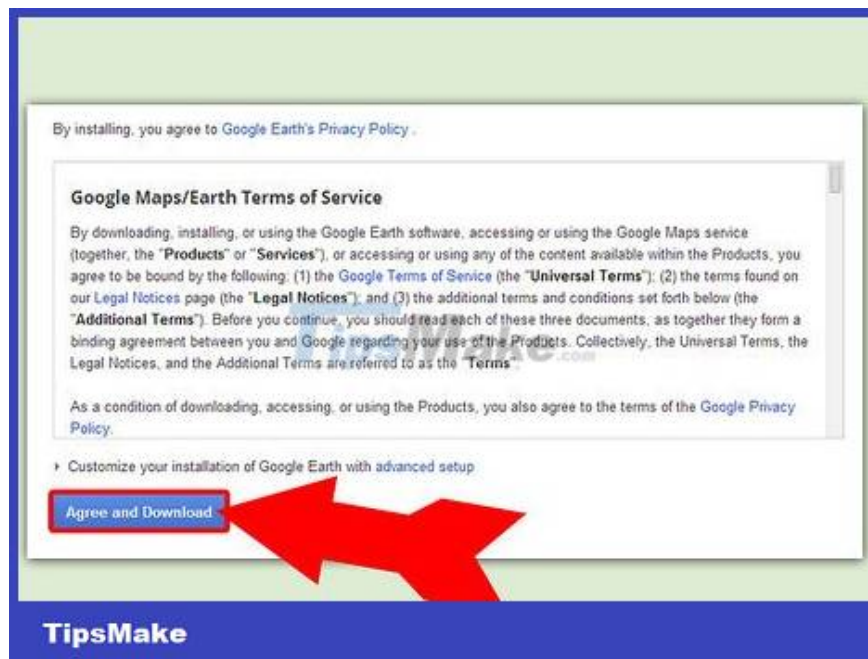 By installing, you agree to Google Earth's Privacy Policy .
Google Maps/Earth Terms of Service
By downloading, installing, or using the Google Earth software, accessing or using the Google Maps service
(together, the "Products" or "Services"), or accessing or using any of the content available within the Products, you
agree to be bound by the following: (1) the Google Terms of Service (the "Universal Terms"); (2) the terms found on
our Legal Notices page (the "Legal Notices"); and (3) the additional terms and conditions set forth below (the
"Additional Terms"). Before you continue, you should read each of these three documents, as together they form a
binding agreement between you and Google regarding your use of the Products. Collectively, the Universal Terms, the
Legal Notices, and the Additional Terms are referred to as the "Terms"
TipsMake.com
As a condition of downloading, accessing, or using the Products, you also agree to the terms of the Google Privacy
Policy.
Customize your installation of Google Earth with advanced setup
Agree and Download
TipsMake